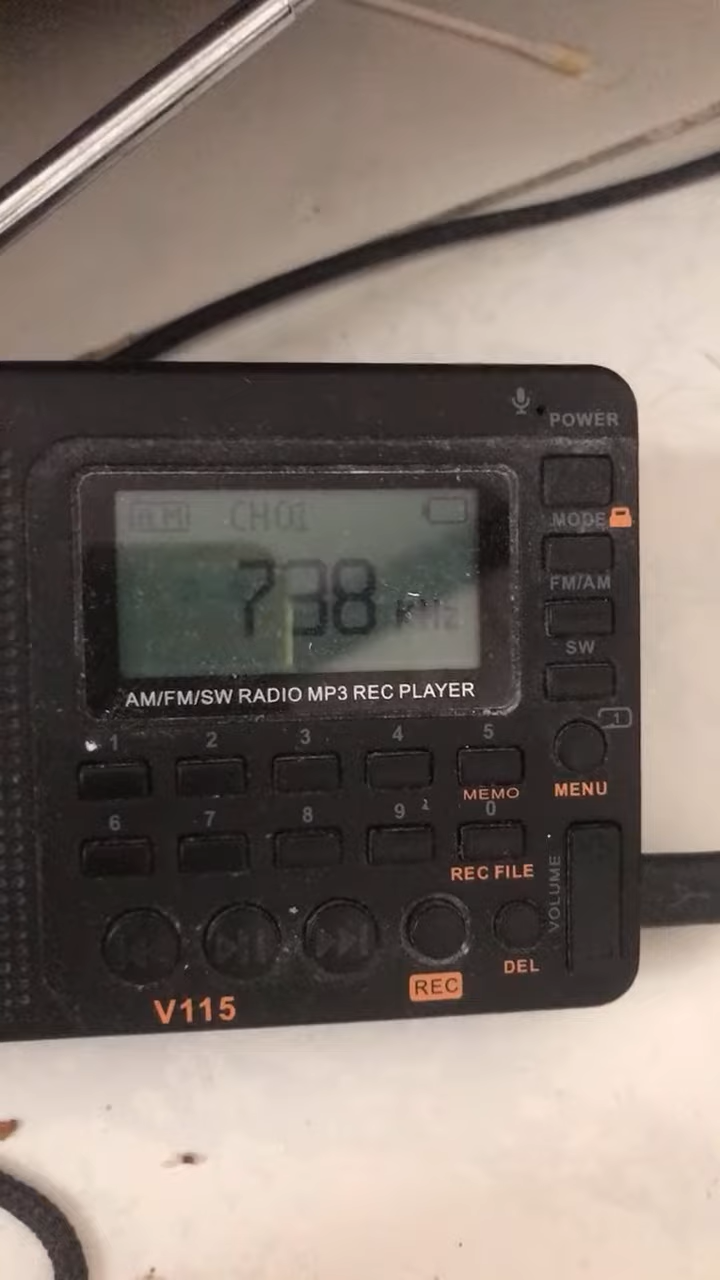 POWER
A M CH01
MODE
738 KHz
FM/AM
SW
AM/FM/SW RADIO MP3 REC PLAYER
1 2 3 4 5
MEMO MENU
6 7 8 9 0
REC FILE
VOLUME
DEL
REC
V115